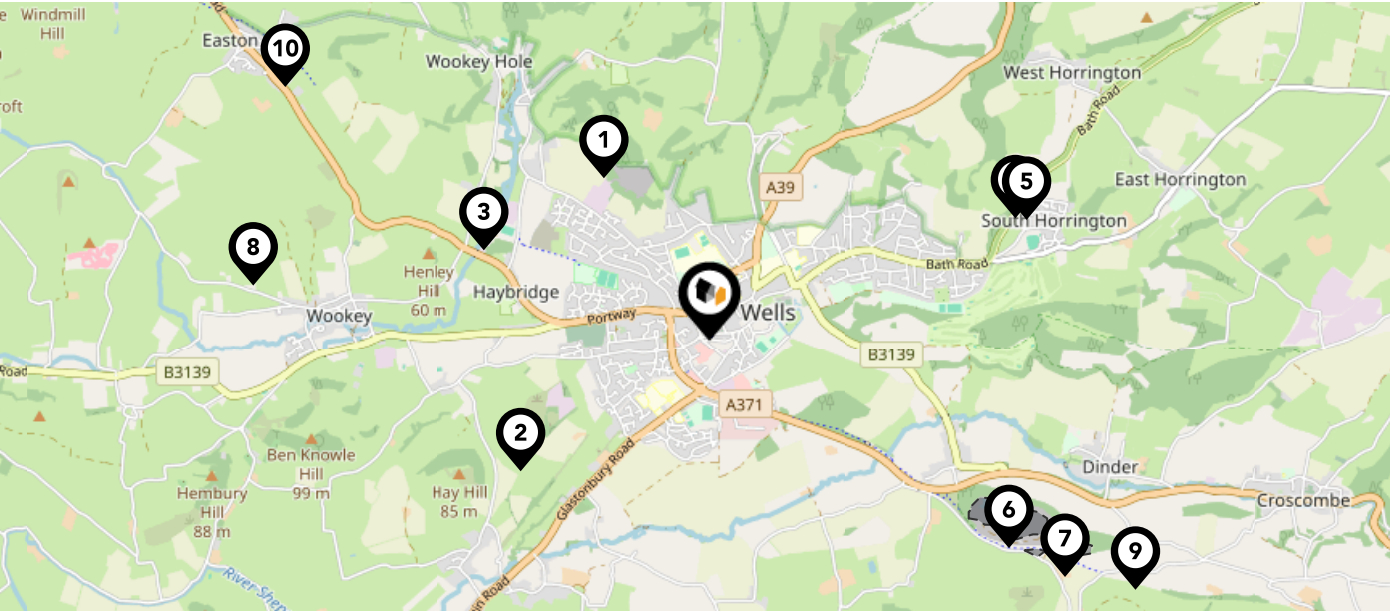 Windmill
Hill
Easton
10
Wookey Hole
West Horrington
Bath Road
1
A39
5
East Horrington
South Horrington
3
8
Henley
Hill
60 m
Haybridge
Bath Road
Wookey
Portway
Wells
B3139
B3139
Road
A371
2
Ben Knowle
Hill
99 m
Hay Hill
85 m
Hembury
Hill
88 m
Glastonbury Road
Dinder
Croscombe
6
7
9
River She
Road